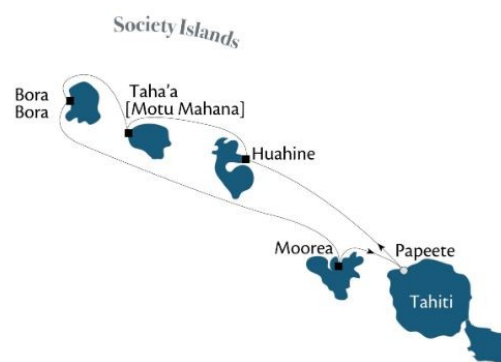 Society Islands
Bora
Bora
Taha'a
[Motu Mahana]
Huahine
Moorea
Papeete
Tahiti